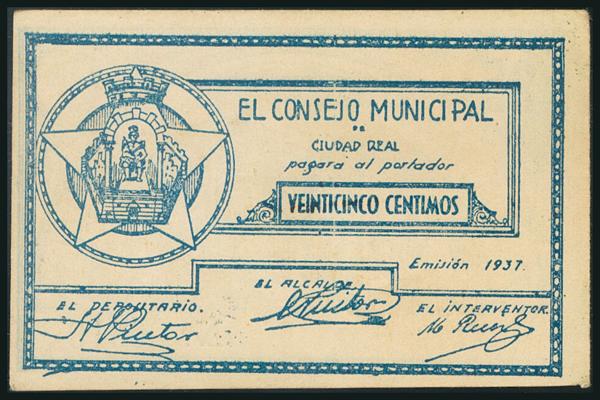 EL CONSEJO MUNICIPAL
DE
CIUDAD REAL
pagará al portador
VEINTICINCO CENTIMOS
Emisión 1937.
EL DEPOSITARIO.
EL ALCALDE
EL INTERVENTOR.